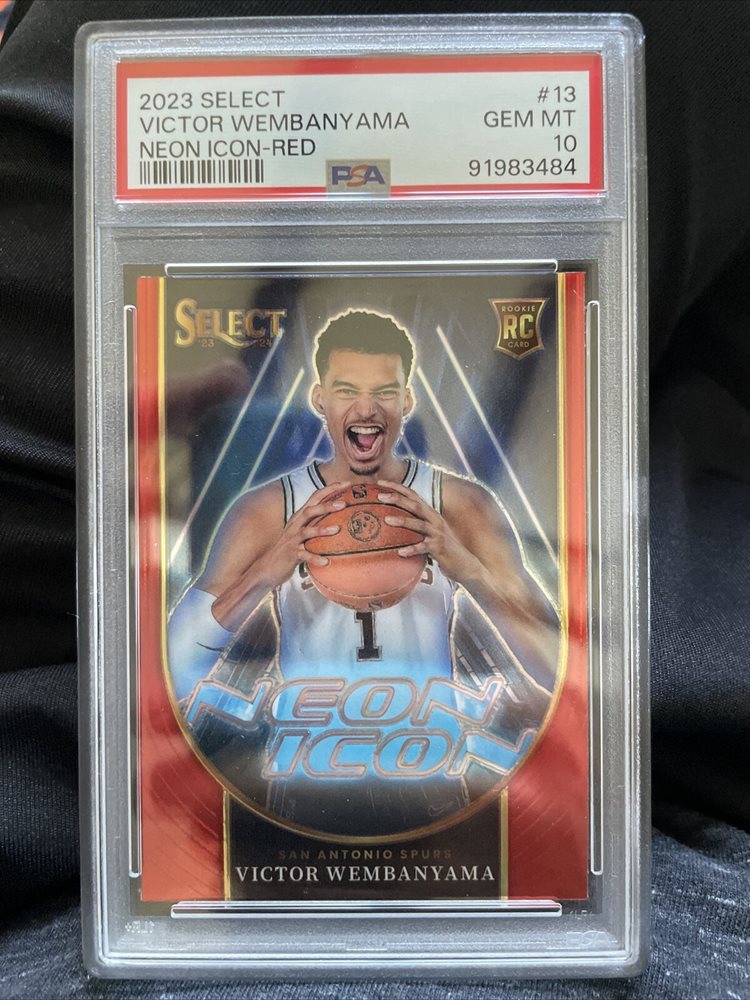 2023 SELECT #13
VICTOR WEMBANYAMA GEM MT
NEON ICON-RED 10
PSA 91983484
SELECT
'23 '24
ROOKIE
RC
CARD
1
NEON
ICON
SAN ANTONIO SPURS
VICTOR WEMBANYAMA